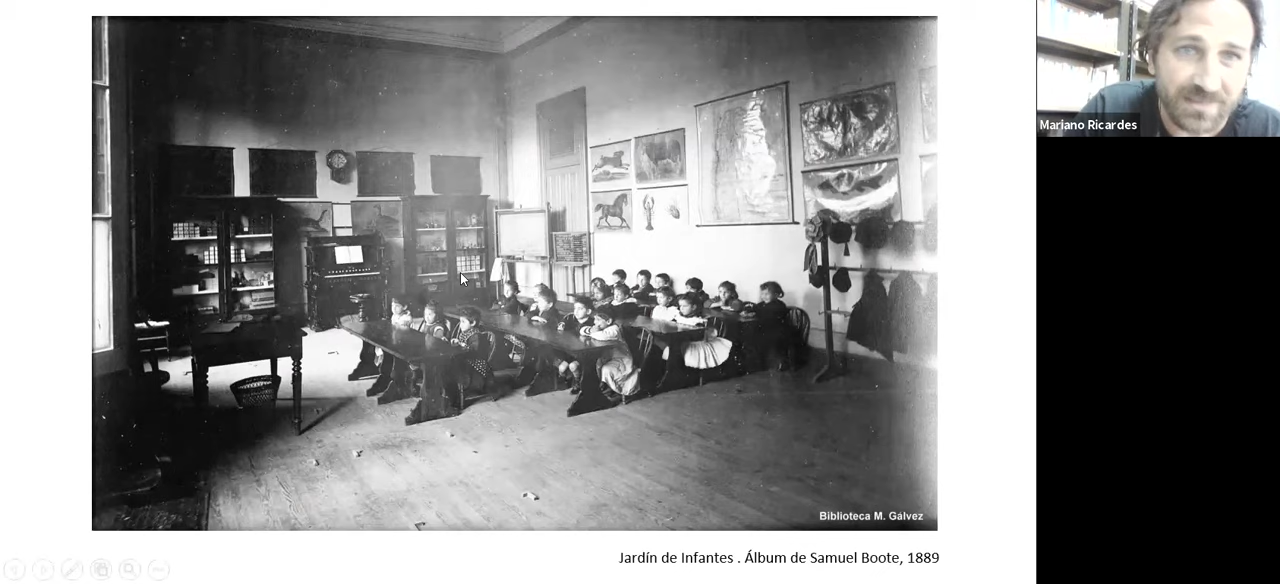 Mariano Ricardes
Biblioteca M. Gálvez
Jardín de Infantes . Álbum de Samuel Boote, 1889